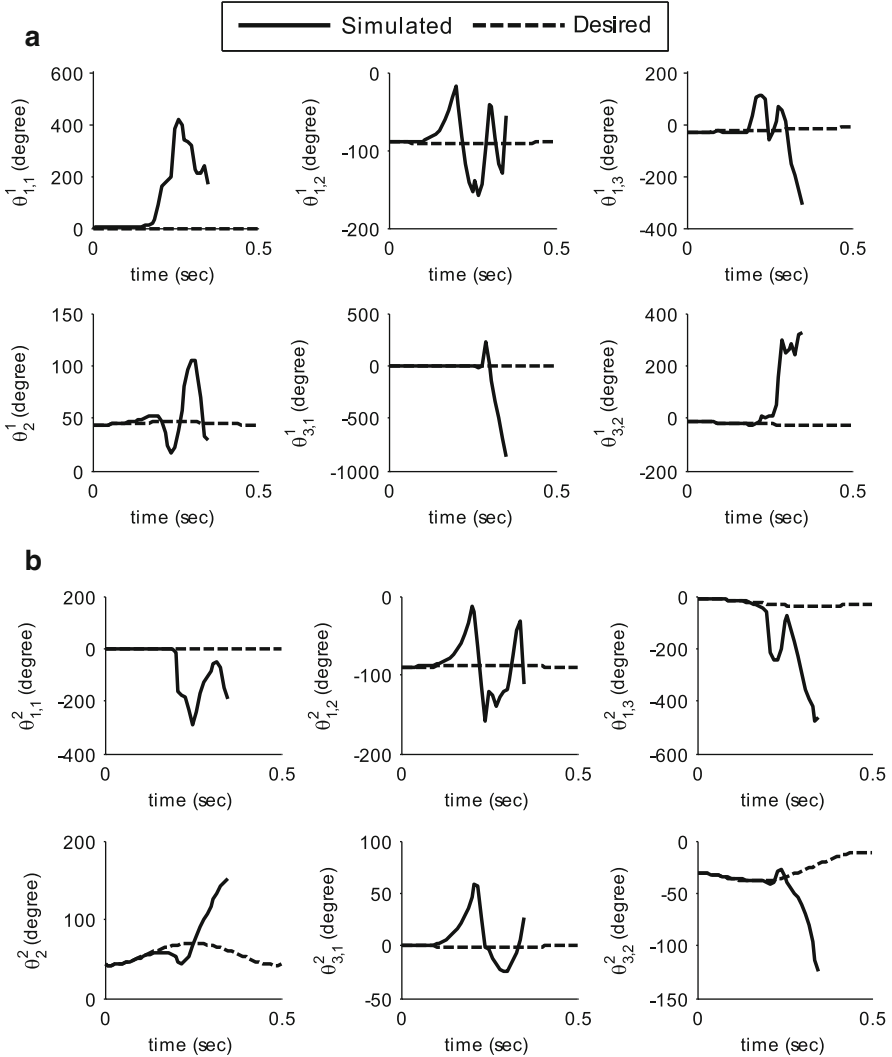 Simulated Desired
a
600
400
200
0
0 0.5
θ¹₁,₁ (degree)
time (sec)
0
-100
-200
0 0.5
θ¹₁,₂ (degree)
time (sec)
200
0
-200
-400
0 0.5
θ¹₁,₃ (degree)
time (sec)
150
100
50
0
0 0.5
θ¹₂ (degree)
time (sec)
500
0
-500
-1000
0 0.5
θ¹₃,₁ (degree)
time (sec)
400
200
0
-200
0 0.5
θ¹₃,₂ (degree)
time (sec)
b
200
0
-200
-400
0 0.5
θ²₁,₁ (degree)
time (sec)
0
-100
-200
0 0.5
θ²₁,₂ (degree)
time (sec)
0
-200
-400
-600
0 0.5
θ²₁,₃ (degree)
time (sec)
200
100
0
0 0.5
θ²₂ (degree)
time (sec)
100
50
0
50
0 0.5
θ²₃,₁ (degree)
time (sec)
0
-50
-100
-150
0 0.5
θ²₃,₂ (degree)
time (sec)